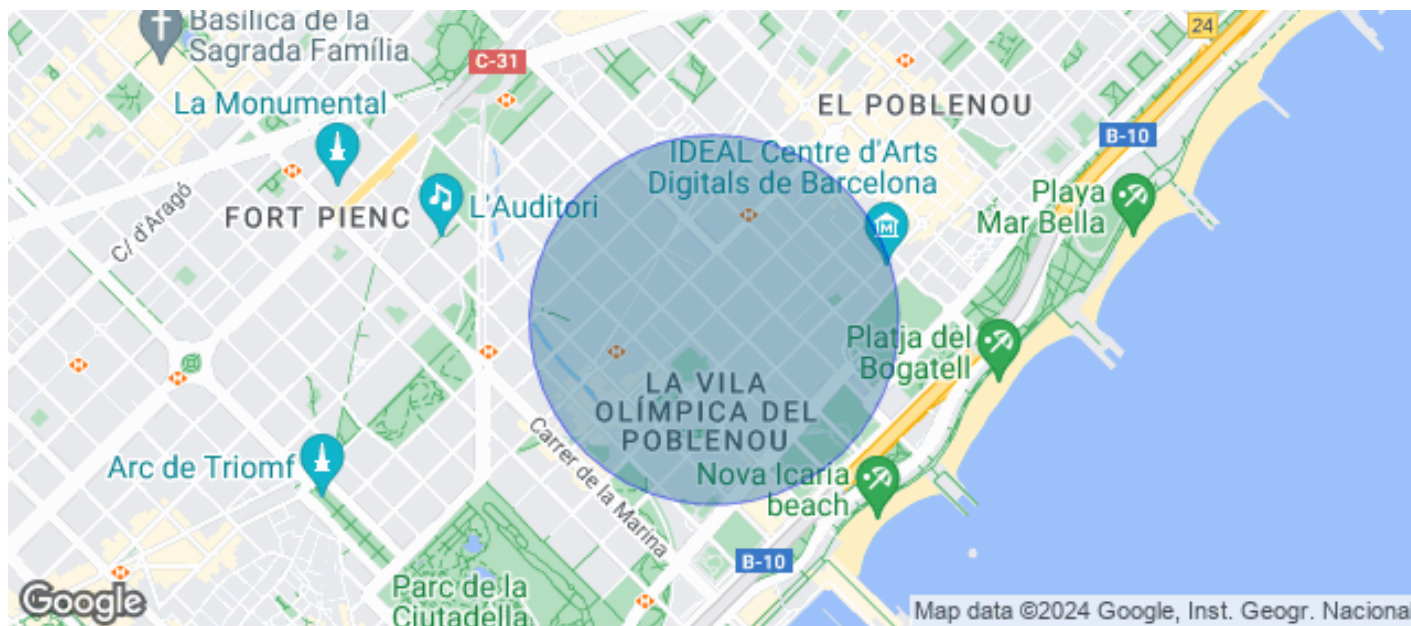 Basílica de la
Sagrada Família
C-31
24
La Monumental
EL POBLENOU
B-10
IDEAL Centre d'Arts
Digitals de Barcelona
C/ d'Aragó
FORT PIENC
L'Auditori
Playa
Mar Bella
Platja del
Bogatell
LA VILA
OLÍMPICA DEL
POBLENOU
Carrer de la Marina
Arc de Triomf
Nova Icaria
beach
B-10
Parc de la
Ciutadella
Google
Map data ©2024 Google, Inst. Geogr. Nacional